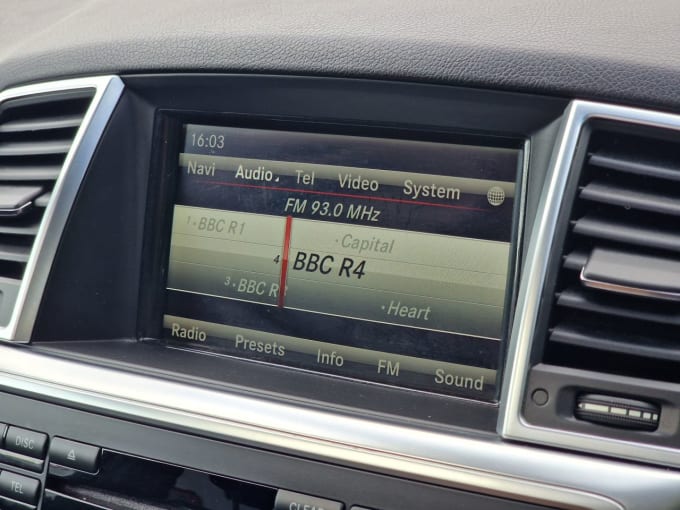 16:03
Navi Audio Tel Video System
FM 93.0 MHz
1 BBC R1
Capital
4 BBC R4
3 BBC
Heart
Radio Presets Info FM Sound
DISC
TEL